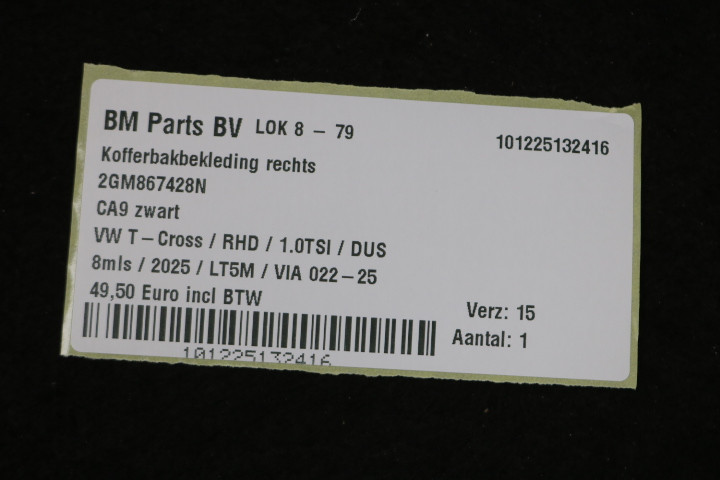 BM Parts BV LOK 8 - 79
101225132416
Kofferbakbekleding rechts
2GM867428N
CA9 zwart
VW T-Cross / RHD / 1.0TSI / DUS
8mls / 2025 / LT5M / VIA 022-25
49,50 Euro incl BTW
Verz: 15
Aantal: 1
101225132416